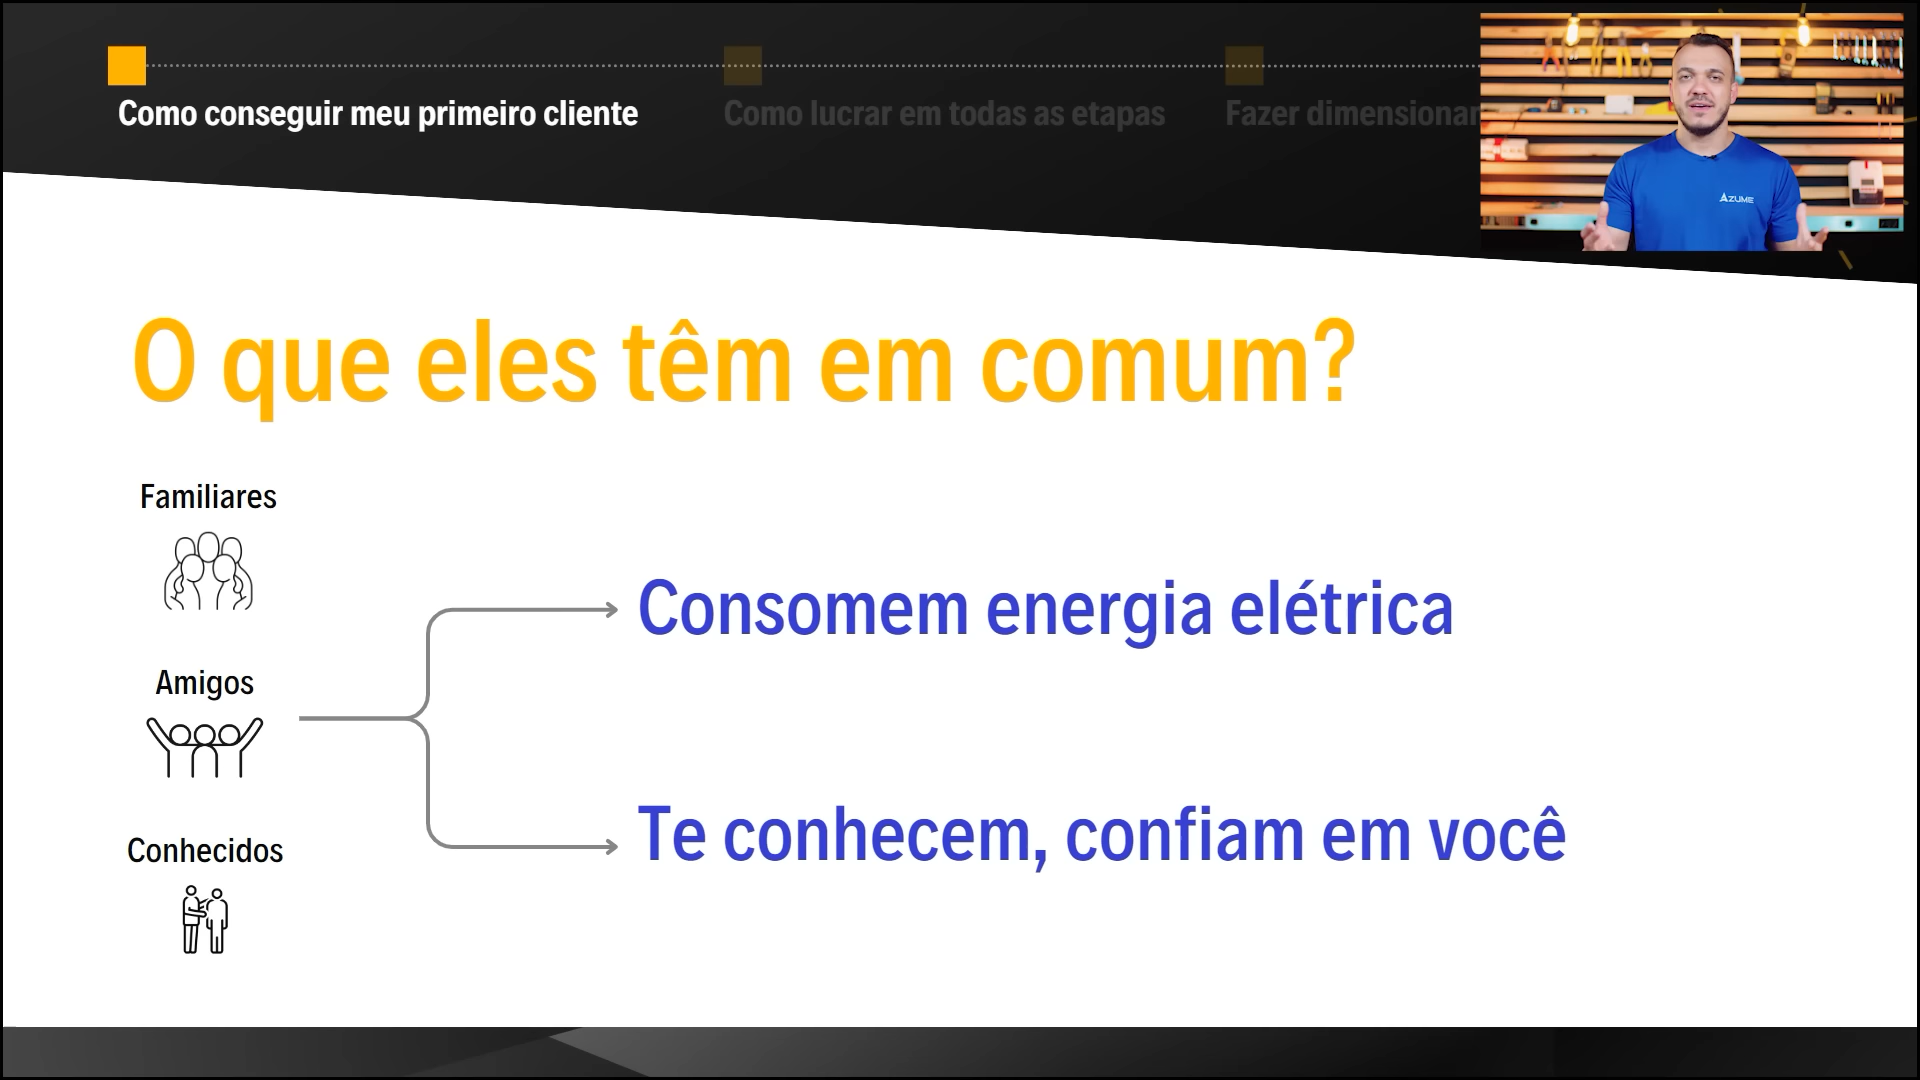 Como conseguir meu primeiro cliente
Como lucrar em todas as etapas
Fazer dimensionar
AZUME
O que eles têm em comum?
Familiares
Amigos
Conhecidos
Consomem energia elétrica
Te conhecem, confiam em você